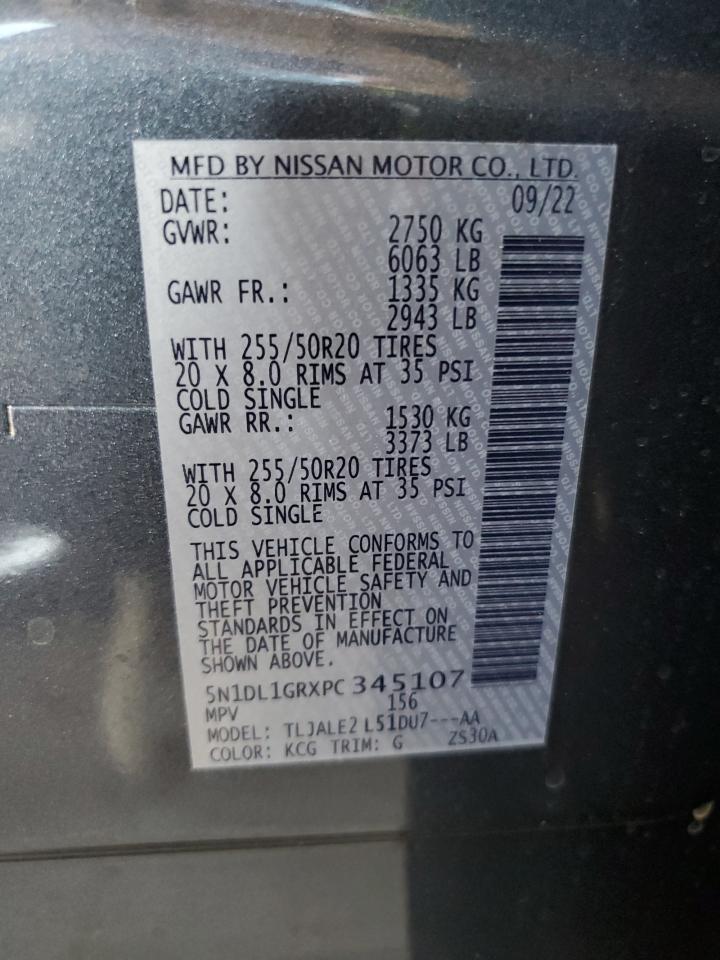 MFD BY NISSAN MOTOR CO., LTD.
DATE: 09/22
GVWR: 2750 KG
6063 LB
GAWR FR.: 1335 KG
2943 LB
WITH 255/50R20 TIRES
20 X 8.0 RIMS AT 35 PSI
COLD SINGLE
GAWR RR.: 1530 KG
3373 LB
WITH 255/50R20 TIRES
20 X 8.0 RIMS AT 35 PSI
COLD SINGLE
THIS VEHICLE CONFORMS TO
ALL APPLICABLE FEDERAL
MOTOR VEHICLE SAFETY AND
THEFT PREVENTION
STANDARDS IN EFFECT ON
THE DATE OF MANUFACTURE
SHOWN ABOVE.
5N1DL1GRXPC345107
MPV 156
MODEL: TLJALE2 L51DU7---AA
COLOR: KCG TRIM: G ZS30A